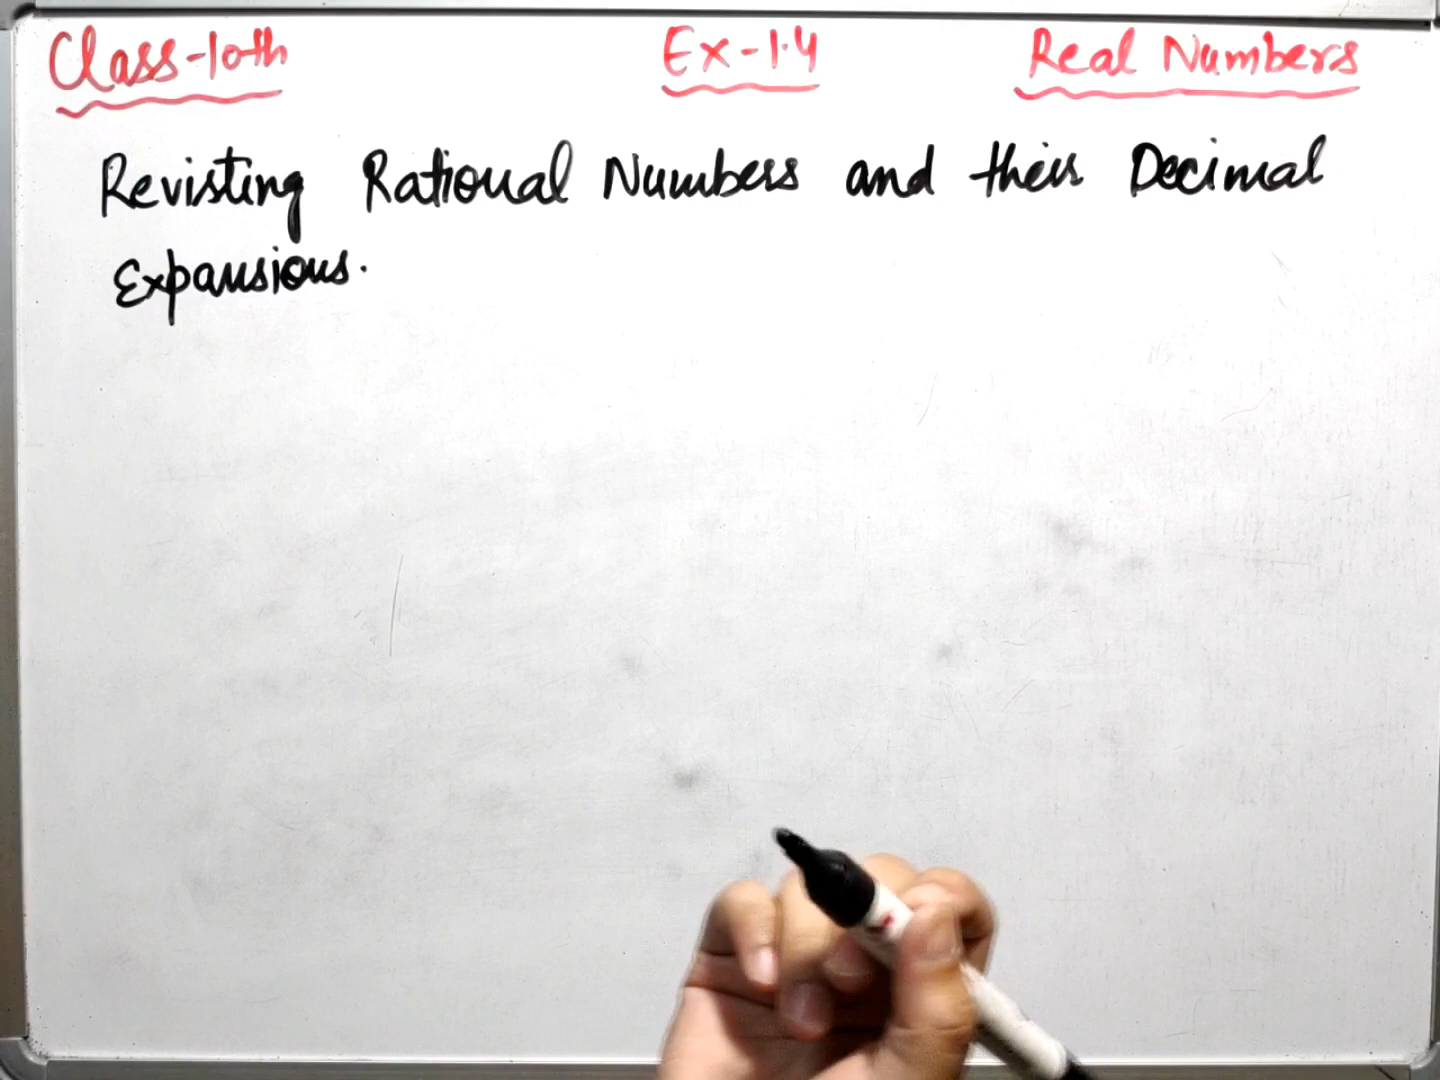 Class-10th Ex-1.4 Real Numbers
Revisting Rational Numbers and their Decimal
Expansions.